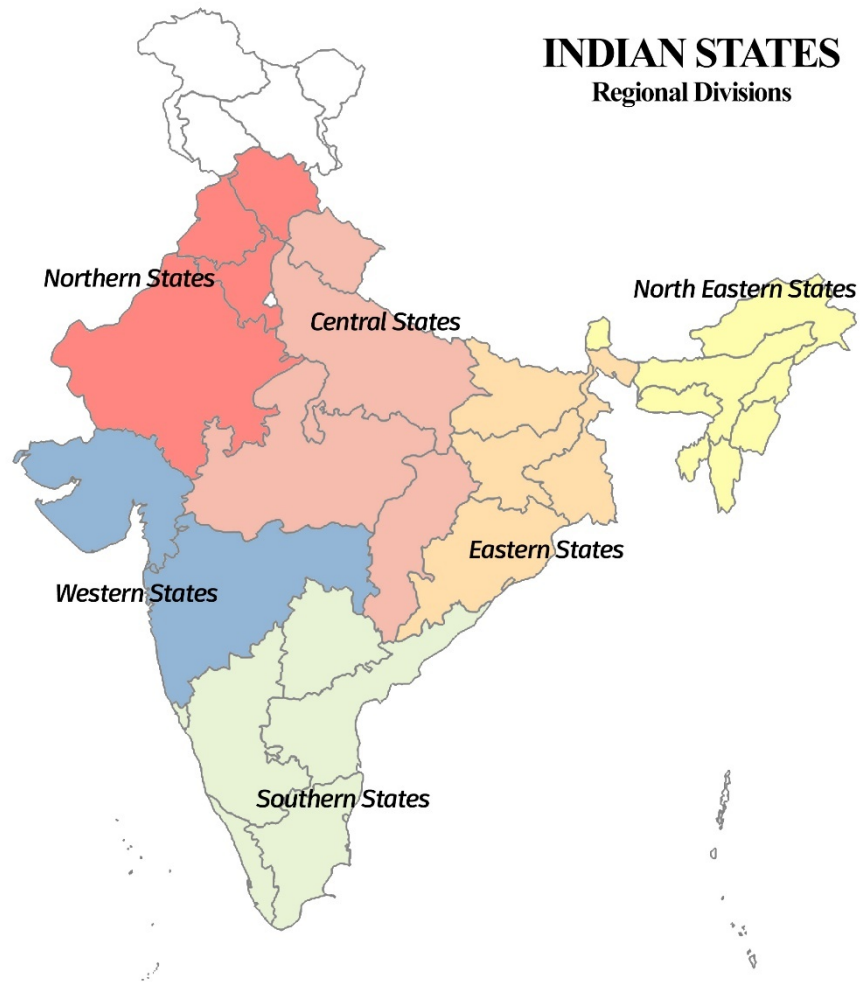 INDIAN STATES
Regional Divisions
Northern States
North Eastern States
Central States
Eastern States
Western States
Southern States